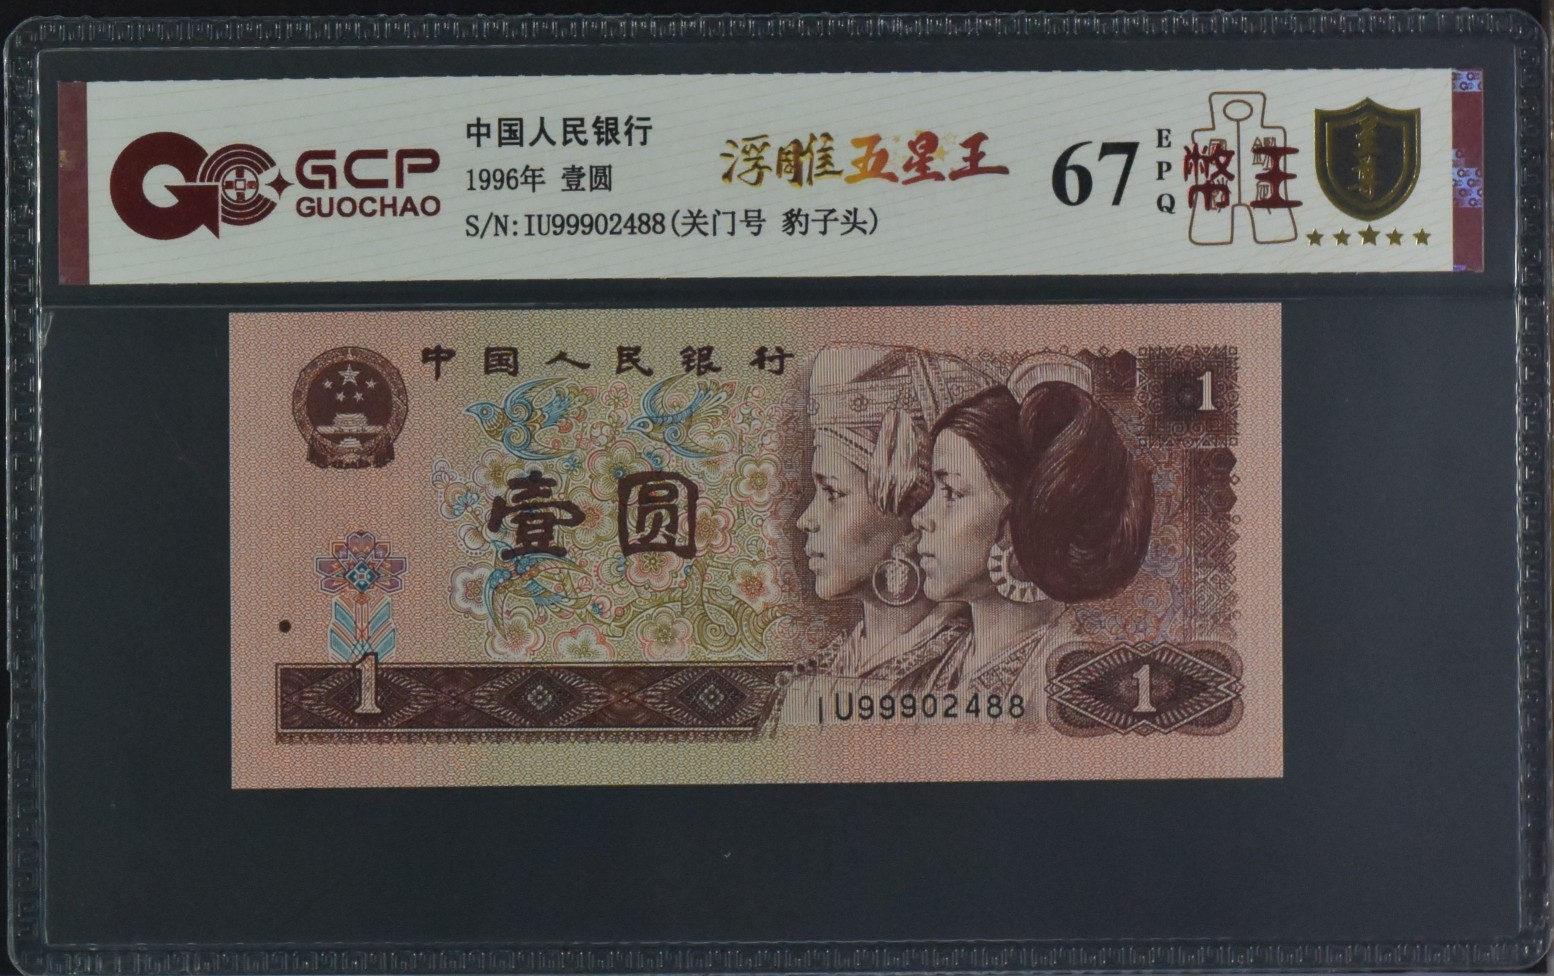 GCP
GUOCHAO
中国人民银行
1996年 壹圆
S/N:IU99902488(关门号 豹子头)
浮雕五星王
67
EPQ
币王
中国人民银行
1
壹圆
1
IU99902488
1